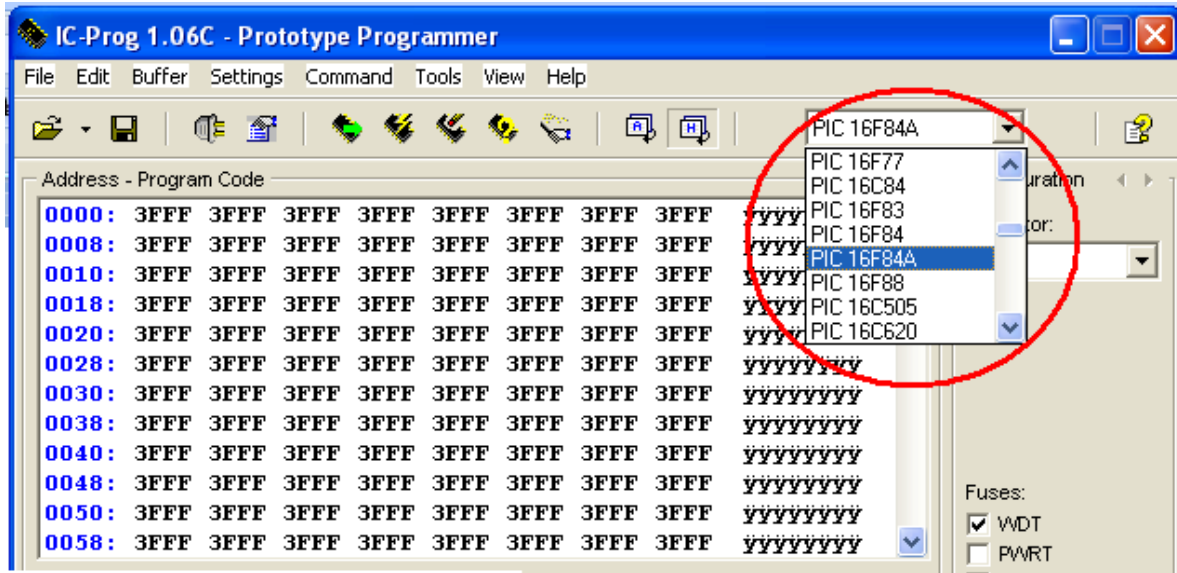 IC-Prog 1.06C - Prototype Programmer
File Edit Buffer Settings Command Tools View Help
PIC 16F84A
PIC 16F77
PIC 16C84
PIC 16F83
PIC 16F84
PIC 16F84A
PIC 16F88
PIC 16C505
PIC 16C620
Address - Program Code
0000: 3FFF 3FFF 3FFF 3FFF 3FFF 3FFF 3FFF 3FFF ÿÿÿÿ
0008: 3FFF 3FFF 3FFF 3FFF 3FFF 3FFF 3FFF 3FFF ÿÿÿÿ
0010: 3FFF 3FFF 3FFF 3FFF 3FFF 3FFF 3FFF 3FFF ÿÿÿÿ
0018: 3FFF 3FFF 3FFF 3FFF 3FFF 3FFF 3FFF 3FFF ÿÿÿÿ
0020: 3FFF 3FFF 3FFF 3FFF 3FFF 3FFF 3FFF 3FFF ÿÿÿÿ
0028: 3FFF 3FFF 3FFF 3FFF 3FFF 3FFF 3FFF 3FFF ÿÿÿÿÿÿÿÿ
0030: 3FFF 3FFF 3FFF 3FFF 3FFF 3FFF 3FFF 3FFF ÿÿÿÿÿÿÿÿ
0038: 3FFF 3FFF 3FFF 3FFF 3FFF 3FFF 3FFF 3FFF ÿÿÿÿÿÿÿÿ
0040: 3FFF 3FFF 3FFF 3FFF 3FFF 3FFF 3FFF 3FFF ÿÿÿÿÿÿÿÿ
0048: 3FFF 3FFF 3FFF 3FFF 3FFF 3FFF 3FFF 3FFF ÿÿÿÿÿÿÿÿ
0050: 3FFF 3FFF 3FFF 3FFF 3FFF 3FFF 3FFF 3FFF ÿÿÿÿÿÿÿÿ
0058: 3FFF 3FFF 3FFF 3FFF 3FFF 3FFF 3FFF 3FFF ÿÿÿÿÿÿÿÿ
uration
tor:
Fuses:
WDT
PWRT